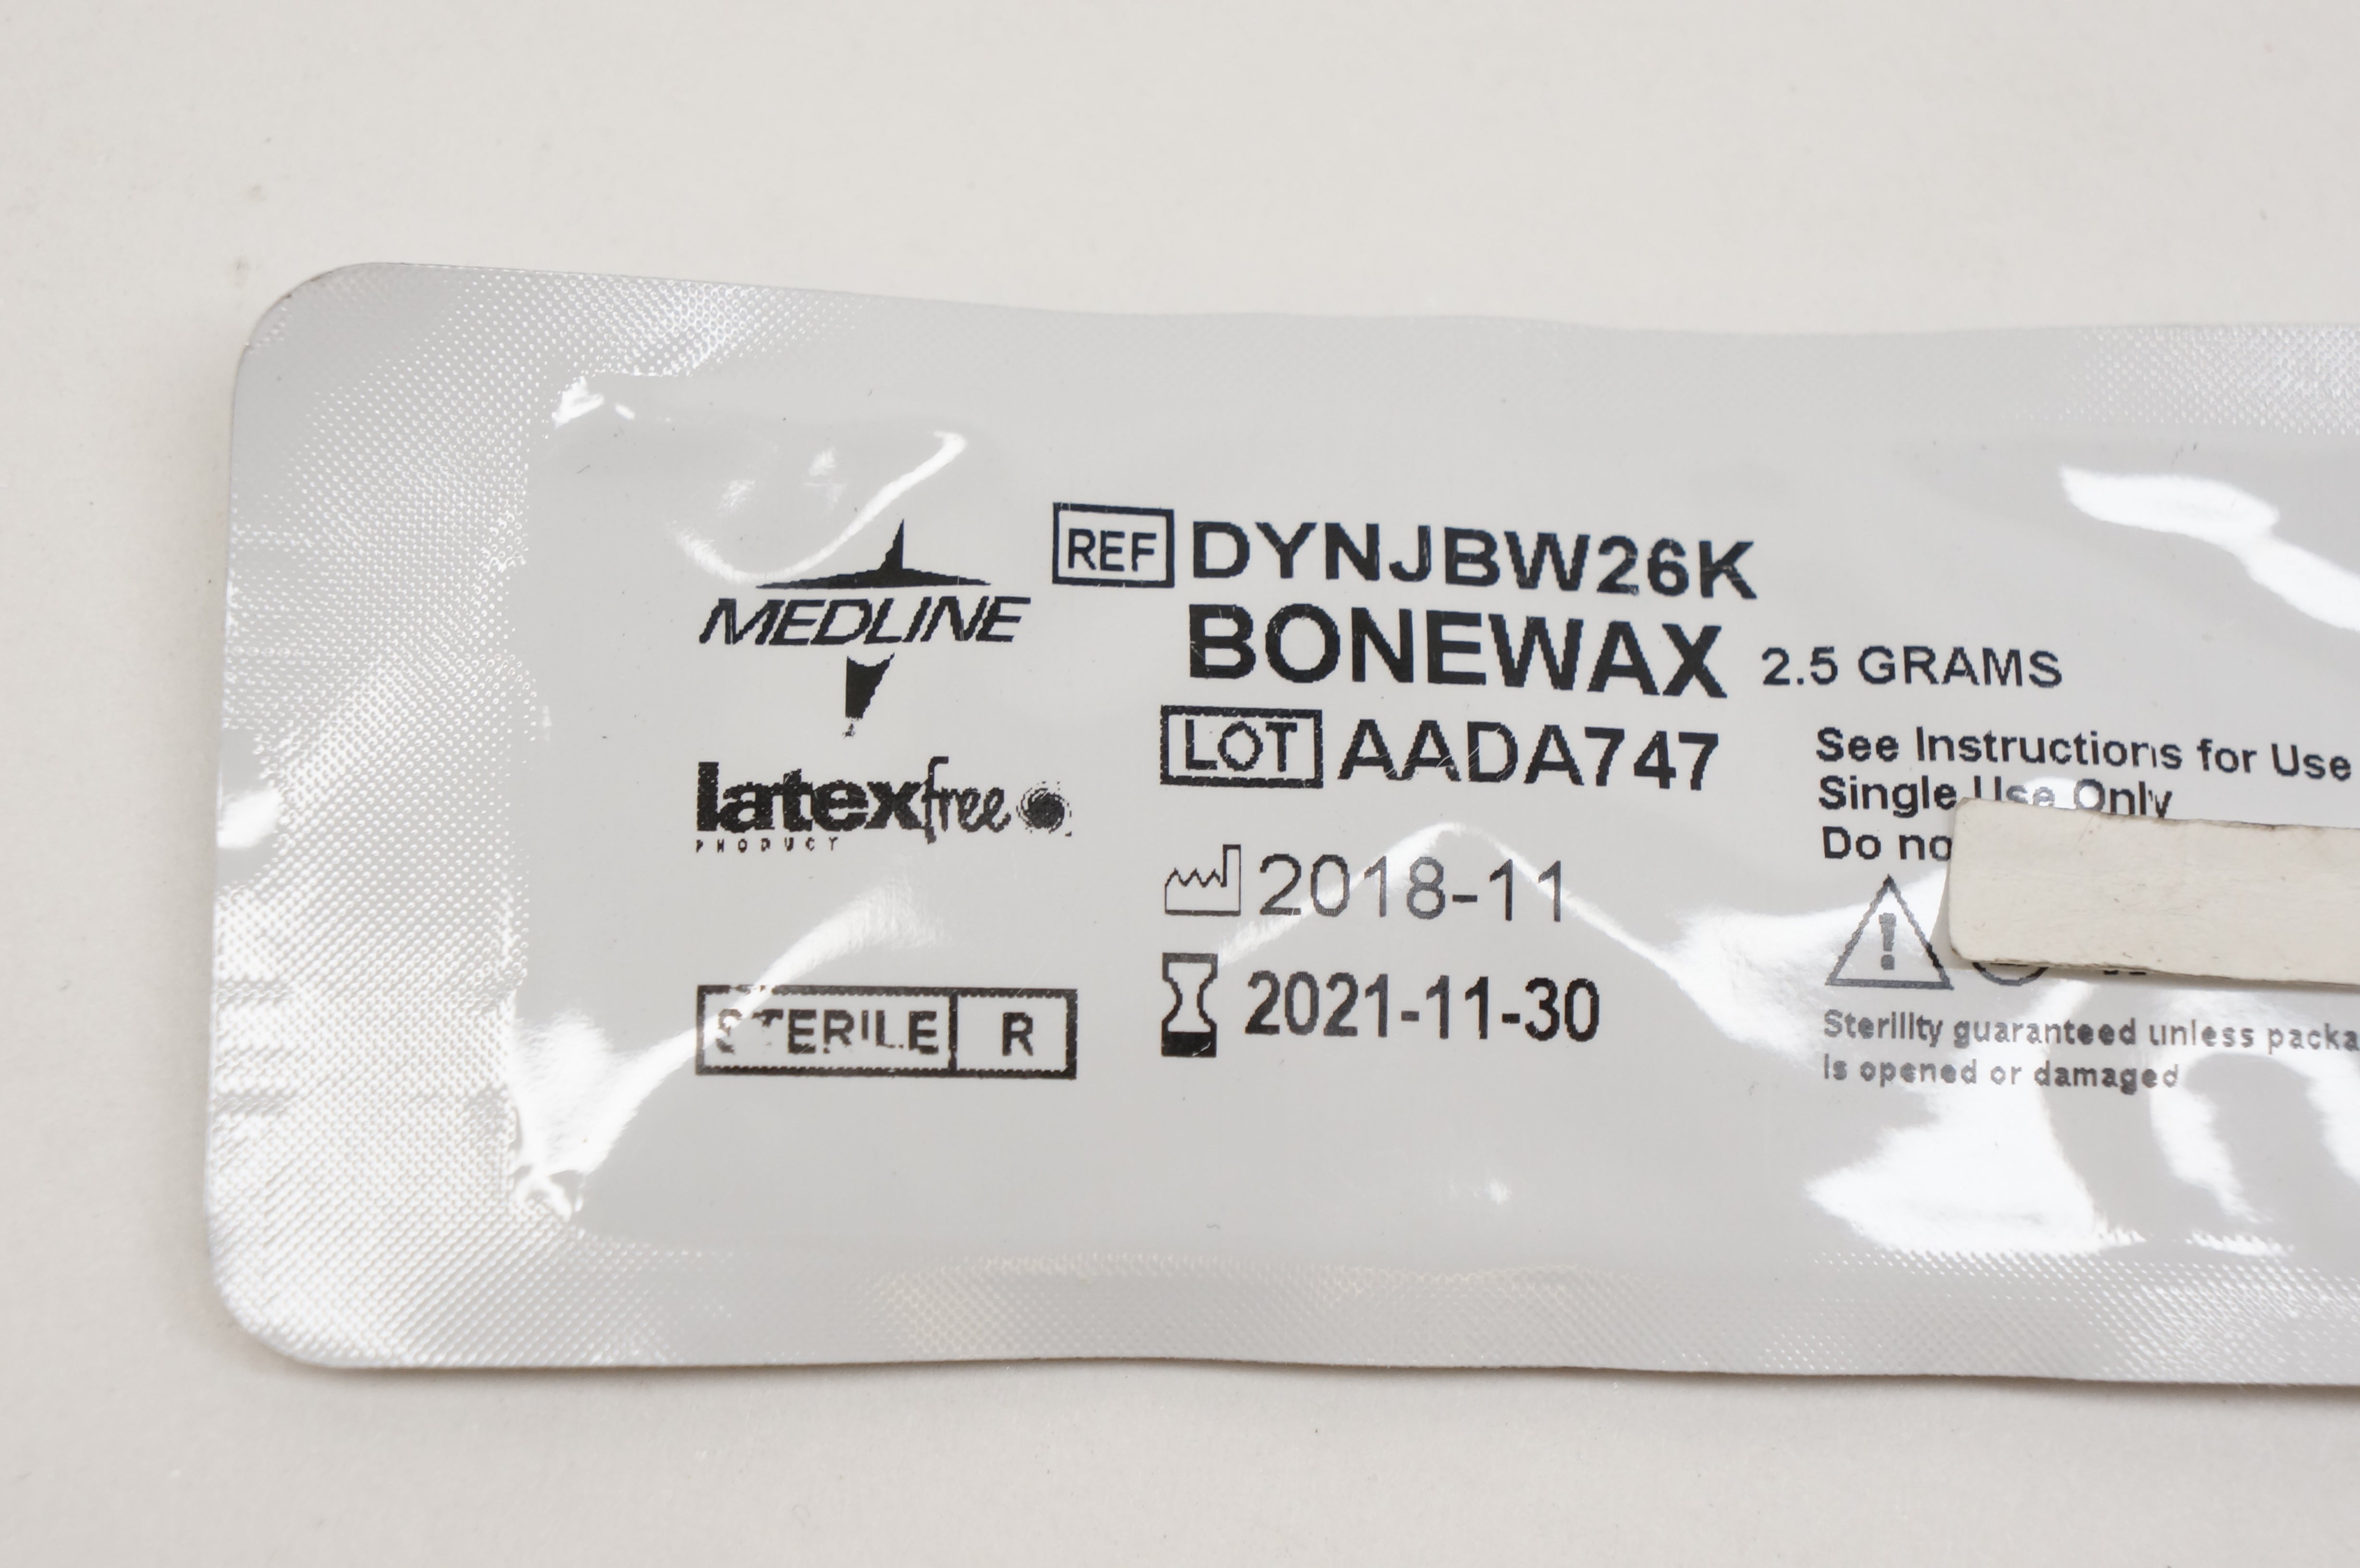 MEDLINE
latexfree
PRODUCT
STERILE R
REF DYNJBW26K
BONEWAX 2.5 GRAMS
LOT AADA747
2018-11
2021-11-30
See Instructions for Use
Single Use Only
Do no
Sterility guaranteed unless packa
is opened or damaged